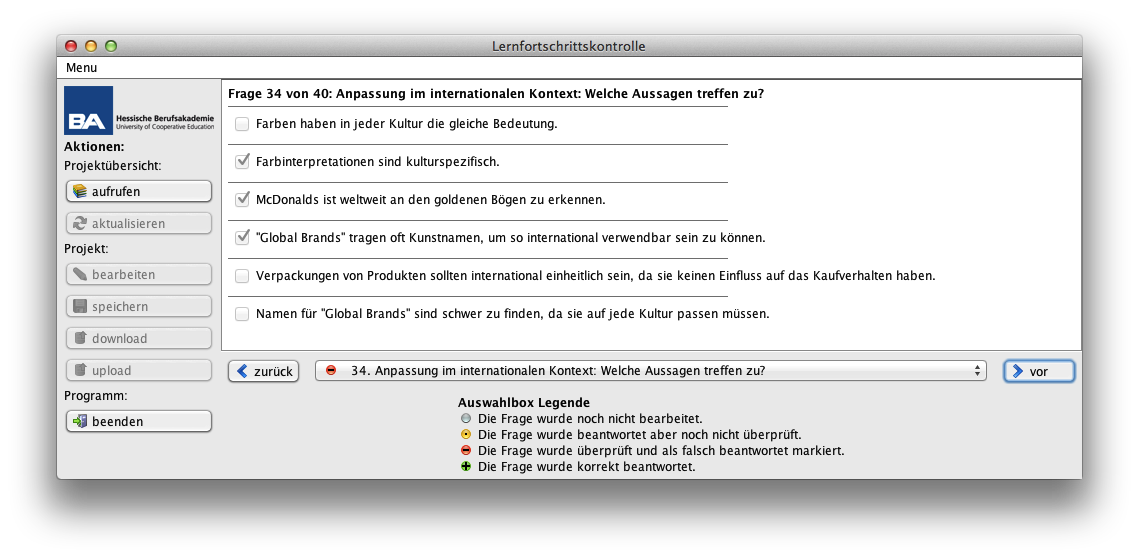 Lernfortschrittskontrolle
Menu
BA Hessische Berufsakademie
University of Cooperative Education
Aktionen:
Projektübersicht:
aufrufen
aktualisieren
Projekt:
bearbeiten
speichern
download
upload
Programm:
beenden
Frage 34 von 40: Anpassung im internationalen Kontext: Welche Aussagen treffen zu?
Farben haben in jeder Kultur die gleiche Bedeutung.
Farbinterpretationen sind kulturspezifisch.
McDonalds ist weltweit an den goldenen Bögen zu erkennen.
"Global Brands" tragen oft Kunstnamen, um so international verwendbar sein zu können.
Verpackungen von Produkten sollten international einheitlich sein, da sie keinen Einfluss auf das Kaufverhalten haben.
Namen für "Global Brands" sind schwer zu finden, da sie auf jede Kultur passen müssen.
zurück
34. Anpassung im internationalen Kontext: Welche Aussagen treffen zu?
vor
Auswahlbox Legende
Die Frage wurde noch nicht bearbeitet.
Die Frage wurde beantwortet aber noch nicht überprüft.
Die Frage wurde überprüft und als falsch beantwortet markiert.
Die Frage wurde korrekt beantwortet.